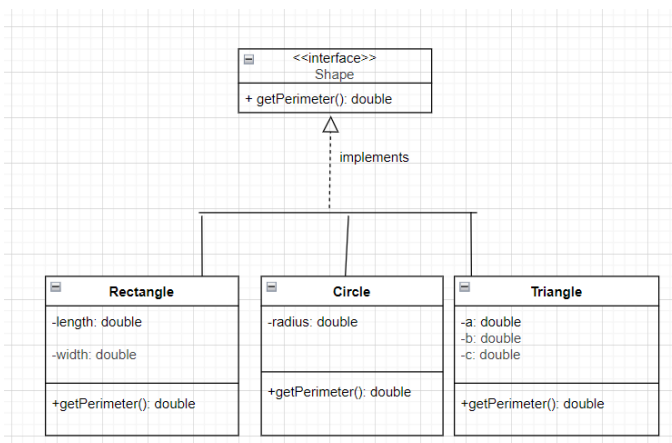 <<interface>>
Shape
+ getPerimeter(): double
implements
Rectangle
-length: double
-width: double
+getPerimeter(): double
Circle
-radius: double
+getPerimeter(): double
Triangle
-a: double
-b: double
-c: double
+getPerimeter(): double